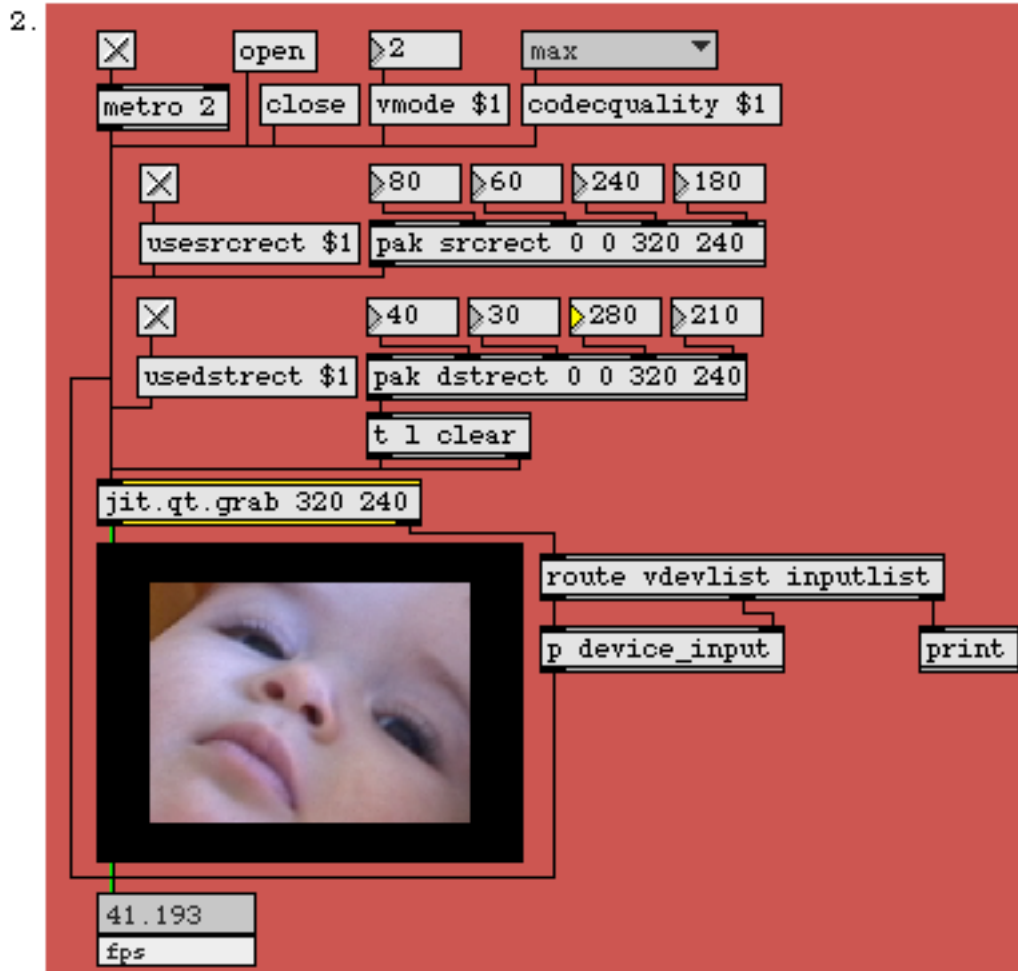 2.
open
2
max
metro 2
close
vmode $1
codecquality $1
80
60
240
180
usesrcrect $1
pak srcrect 0 0 320 240
40
30
280
210
usedstrect $1
pak dstrect 0 0 320 240
t l clear
jit.qt.grab 320 240
route vdevlist inputlist
p device_input
print
41.193
fps